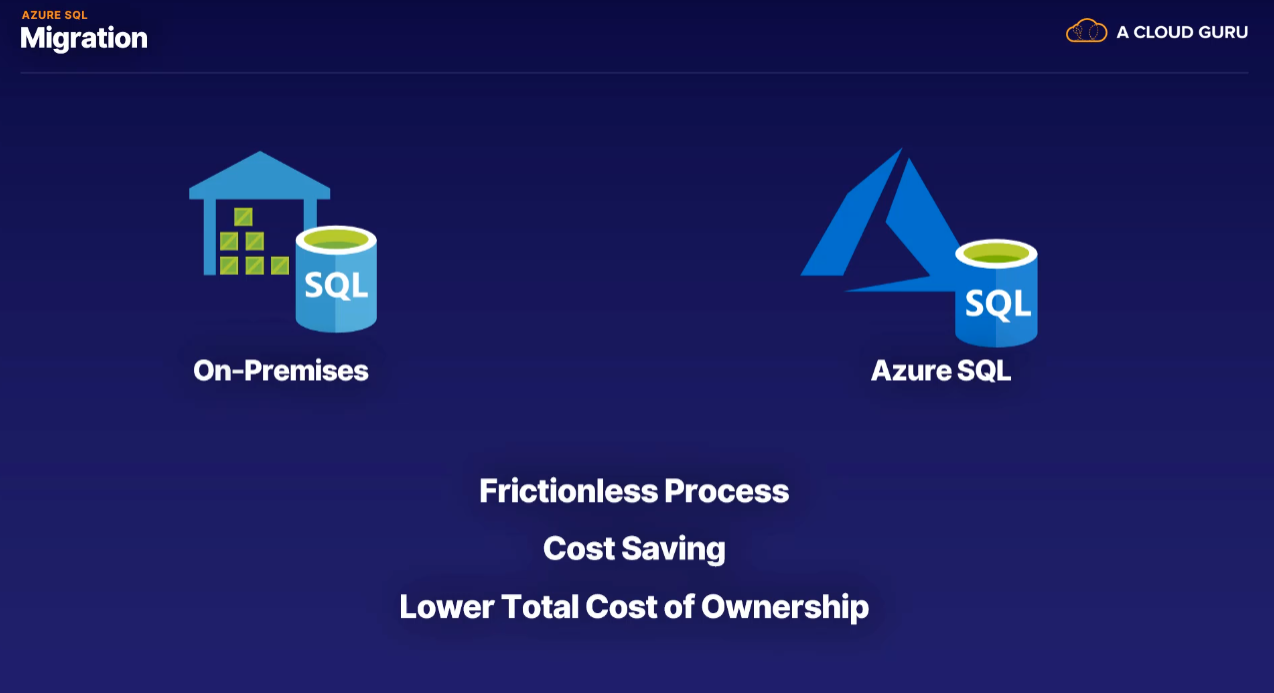 AZURE SQL
Migration
A CLOUD GURU
SQL
On-Premises
SQL
Azure SQL
Frictionless Process
Cost Saving
Lower Total Cost of Ownership